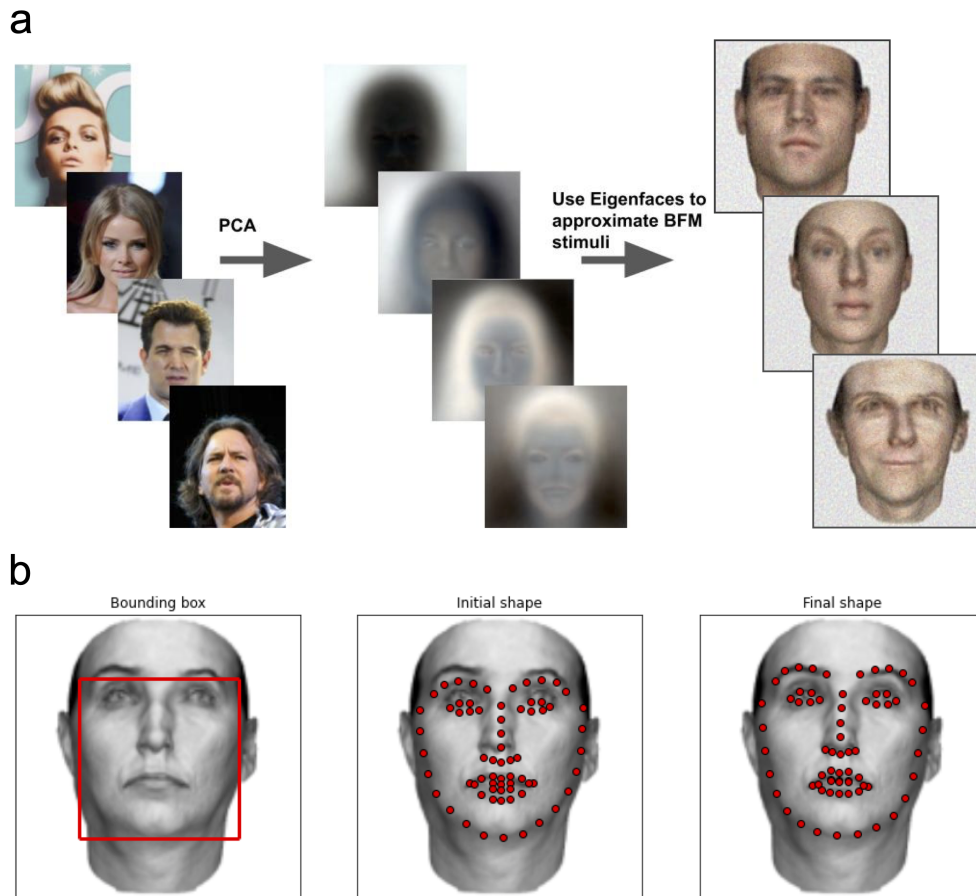 a
PCA
Use Eigenfaces to
approximate BFM
stimuli
b
Bounding box
Initial shape
Final shape